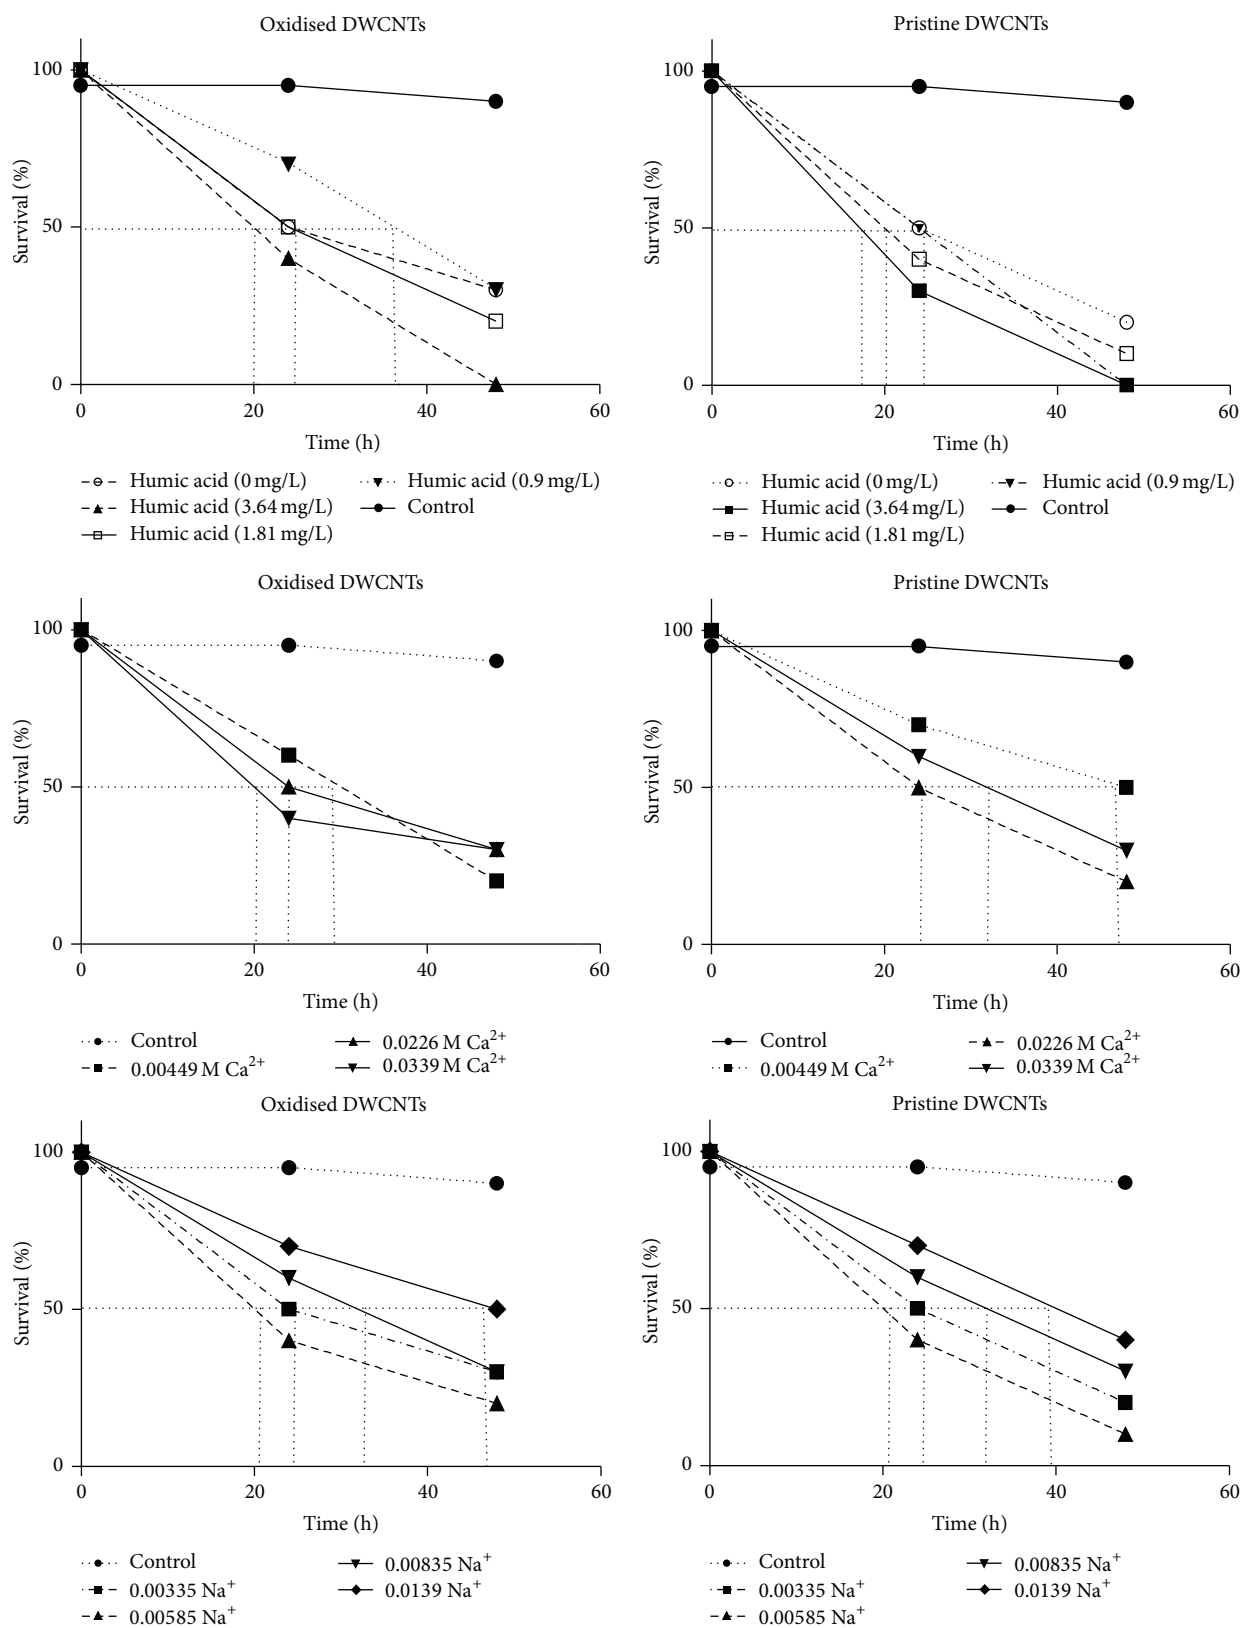 Oxidised DWCNTs
100
50
0
Survival (%)
0 20 40 60
Time (h)
Humic acid (0 mg/L)
Humic acid (3.64 mg/L)
Humic acid (1.81 mg/L)
Humic acid (0.9 mg/L)
Control
Pristine DWCNTs
100
50
0
Survival (%)
0 20 40 60
Time (h)
Humic acid (0 mg/L)
Humic acid (3.64 mg/L)
Humic acid (1.81 mg/L)
Humic acid (0.9 mg/L)
Control
Oxidised DWCNTs
100
50
0
Survival (%)
0 20 40 60
Time (h)
Control
0.00449 M Ca²⁺
0.0226 M Ca²⁺
0.0339 M Ca²⁺
Pristine DWCNTs
100
50
0
Survival (%)
0 20 40 60
Time (h)
Control
0.00449 M Ca²⁺
0.0226 M Ca²⁺
0.0339 M Ca²⁺
Oxidised DWCNTs
100
50
0
Survival (%)
0 20 40 60
Time (h)
Control
0.00335 Na⁺
0.00585 Na⁺
0.00835 Na⁺
0.0139 Na⁺
Pristine DWCNTs
100
50
0
Survival (%)
0 20 40 60
Time (h)
Control
0.00335 Na⁺
0.00585 Na⁺
0.00835 Na⁺
0.0139 Na⁺